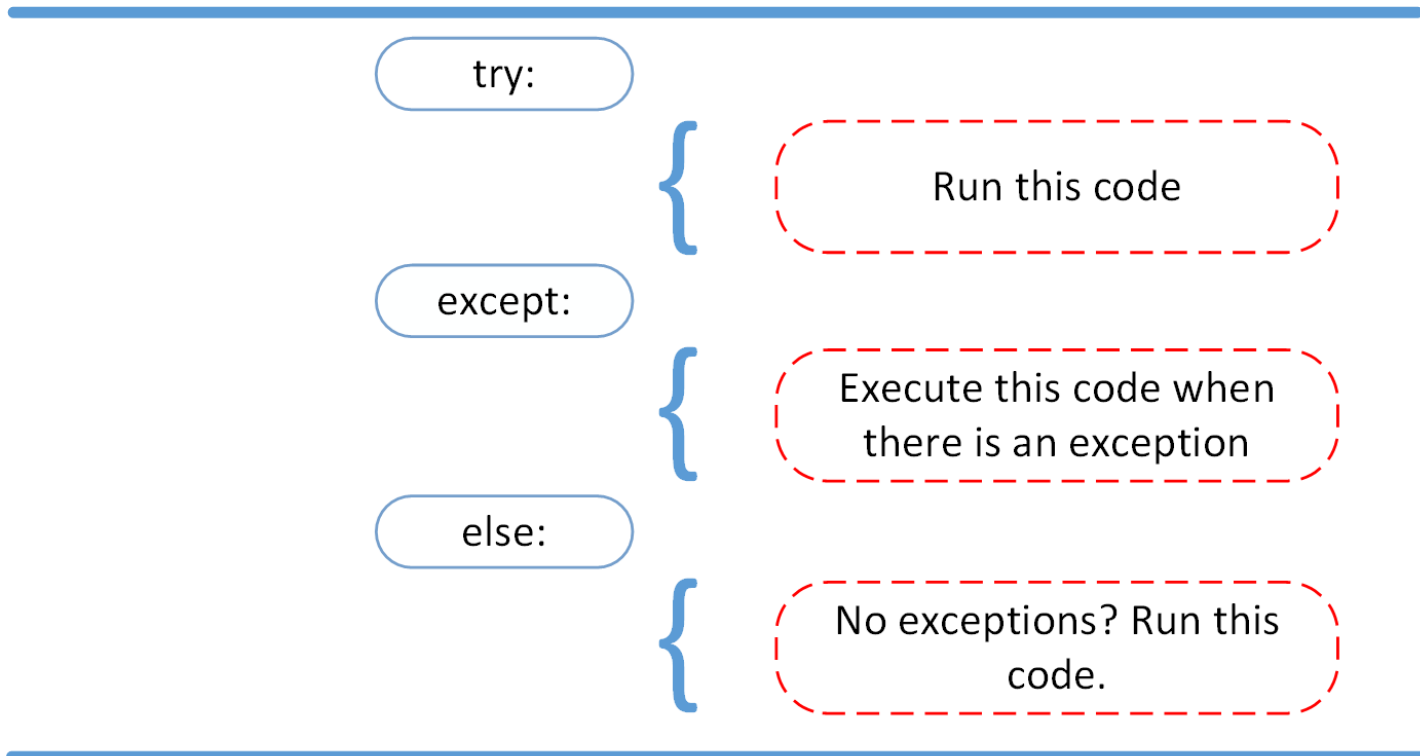 try:
Run this code
except:
Execute this code when
there is an exception
else:
No exceptions? Run this
code.